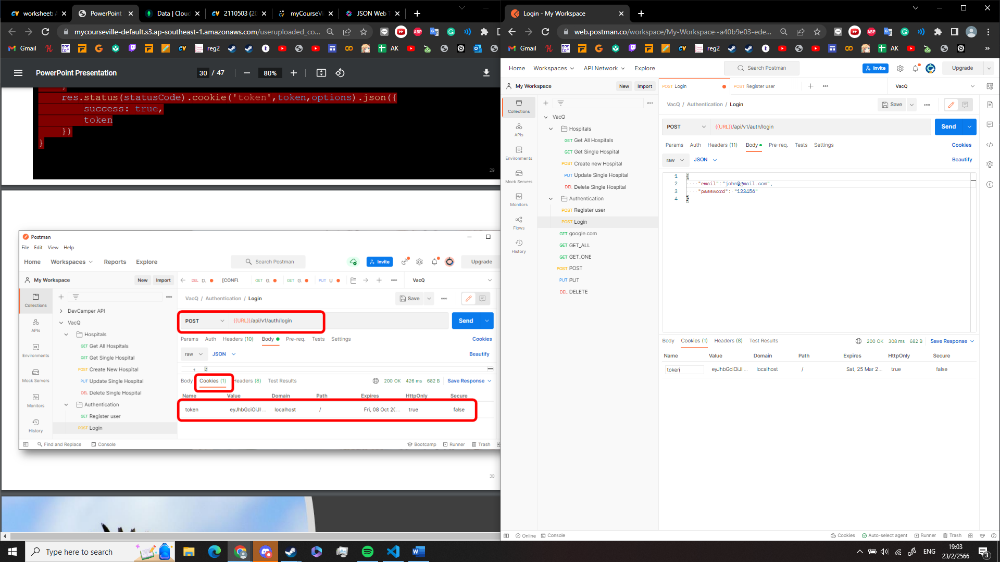 worksheet: A
PowerPoint
Data | Cloud
2110503 (20
myCourseVi
JSON Web T
mycourseville-default.s3.ap-southeast-1.amazonaws.com/useruploaded_co...
Gmail
reg2
AK
PowerPoint Presentation
30 / 47
80%
res.status(statusCode).cookie('token',token,options).json({
success: true,
token
})
}
29
Postman
File Edit View Help
Home Workspaces Reports Explore
Search Postman
Invite
Upgrade
My Workspace
New Import
DEL D. [CONFL GET G. GET G. PUT U
VacQ
Collections
APIs
Environments
Mock Servers
Monitors
History
DevCamper API
VacQ
Hospitals
GET Get All Hospitals
GET Get Single Hospital
POST Create New Hospital
PUT Update Single Hospital
DEL Delete Single Hospital
Authentication
GET Register user
POST Login
VacQ / Authentication / Login
Save
POST {{URL}}/api/v1/auth/login
Send
Params Auth Headers (10) Body Pre-req. Tests Settings
Cookies
raw JSON
Beautify
1 {
Body Cookies (1) Headers (8) Test Results
200 OK 426 ms 682 B Save Response
Name Value Domain Path Expires HttpOnly Secure
token eyJhbGciOiJI ... localhost / Fri, 08 Oct 20... true false
Find and Replace Console
Bootcamp Runner Trash
30
Login - My Workspace
web.postman.co/workspace/My-Workspace~a40b9e03-ede...
Gmail
reg2
AK
Home Workspaces API Network Explore
Search Postman
Invite
Upgrade
My Workspace
New Import
POST Login
POST Register user
VacQ
Collections
APIs
Environments
Mock Servers
Monitors
Flows
History
VacQ
Hospitals
GET Get All Hospitals
GET Get Single Hospital
POST Create new Hospital
PUT Update Single Hospital
DEL Delete Single Hospital
Authentication
POST Register user
POST Login
GET google.com
GET GET_ALL
GET GET_ONE
POST POST
PUT PUT
DEL DELETE
VacQ / Authentication / Login
Save
POST {{URL}}/api/v1/auth/login
Send
Params Auth Headers (11) Body Pre-req. Tests Settings
Cookies
raw JSON
Beautify
1 {
2 "email":"john@gmail.com",
3 "password": "123456"
4 }
Body Cookies (1) Headers (8) Test Results
200 OK 308 ms 682 B Save Response
Name Value Domain Path Expires HttpOnly Secure
token eyJhbGciOiJI ... localhost / Sat, 25 Mar 2... true false
Online Console
Cookies Auto-select agent Runner Trash
Type here to search
ENG
19:03
23/2/2566
3